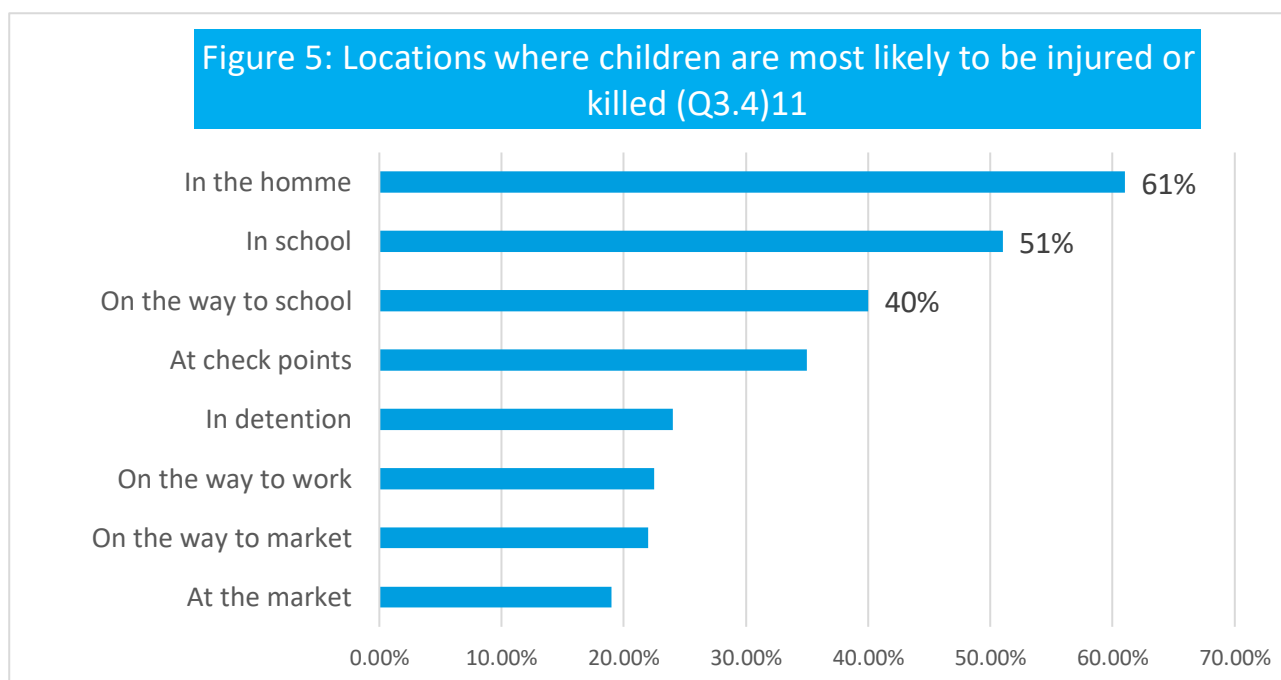 Figure 5: Locations where children are most likely to be injured or
killed (Q3.4)11
In the homme
61%
In school
51%
On the way to school
40%
At check points
In detention
On the way to work
On the way to market
At the market
0.00% 10.00% 20.00% 30.00% 40.00% 50.00% 60.00% 70.00%